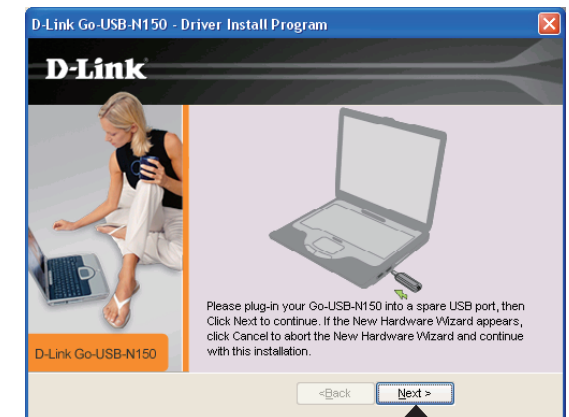 D-Link Go-USB-N150 - Driver Install Program
D-Link
Please plug-in your Go-USB-N150 into a spare USB port, then
Click Next to continue. If the New Hardware Wizard appears,
click Cancel to abort the New Hardware Wizard and continue
with this installation.
D-Link Go-USB-N150
<Back
Next >